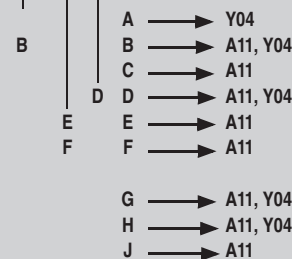 A Y04
B B A11, Y04
C A11
D D A11, Y04
E E A11
F F A11
G A11, Y04
H A11, Y04
J A11